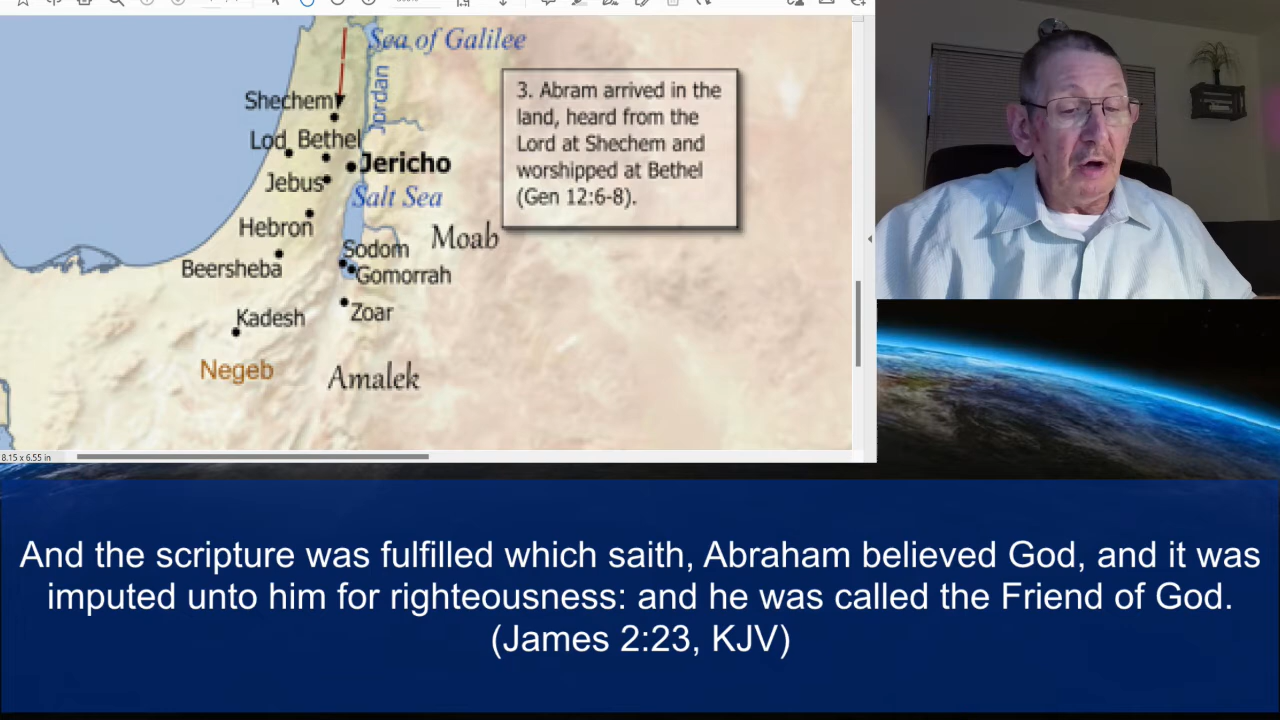 Sea of Galilee
Jordan
Shechem
Lod Bethel
Jericho
Jebus
Salt Sea
Hebron
Moab
Sodom
Beersheba
Gomorrah
Zoar
Kadesh
Negeb
Amalek
3. Abram arrived in the
land, heard from the
Lord at Shechem and
worshipped at Bethel
(Gen 12:6-8).
8.15 x 6.55 in
And the scripture was fulfilled which saith, Abraham believed God, and it was
imputed unto him for righteousness: and he was called the Friend of God.
(James 2:23, KJV)